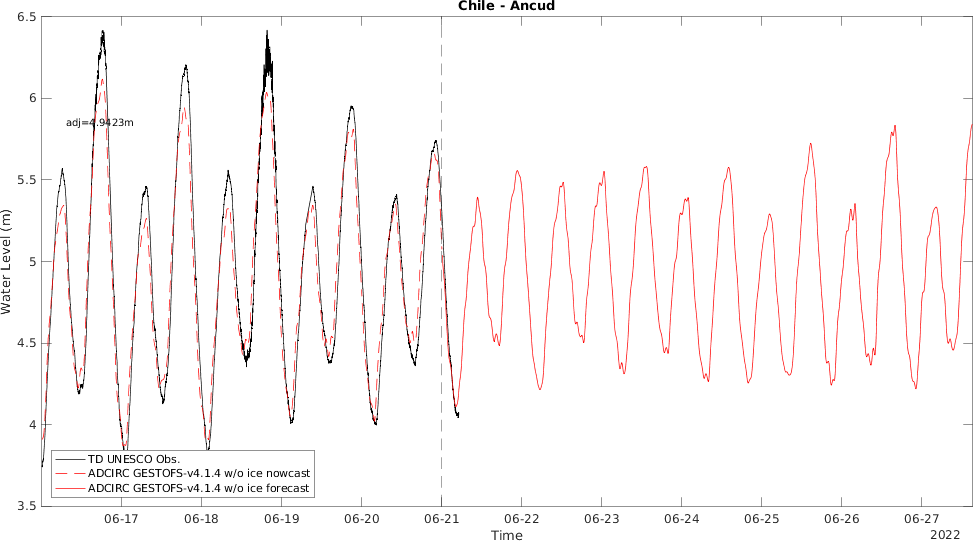 Chile - Ancud
6.5
6
5.5
5
4.5
4
3.5
Water Level (m)
adj=4.9423m
TD UNESCO Obs.
ADCIRC GESTOFS-v4.1.4 w/o ice nowcast
ADCIRC GESTOFS-v4.1.4 w/o ice forecast
06-17 06-18 06-19 06-20 06-21 06-22 06-23 06-24 06-25 06-26 06-27
Time
2022